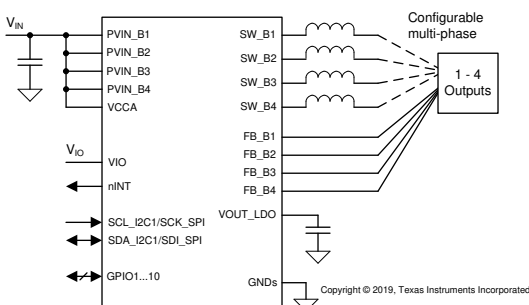 VIN
PVIN_B1
PVIN_B2
PVIN_B3
PVIN_B4
VCCA
VIO
VIO
nINT
SCL_I2C1/SCK_SPI
SDA_I2C1/SDI_SPI
GPIO1...10
SW_B1
SW_B2
SW_B3
SW_B4
FB_B1
FB_B2
FB_B3
FB_B4
VOUT_LDO
GNDs
Configurable
multi-phase
1 - 4
Outputs
Copyright © 2019, Texas Instruments Incorporated